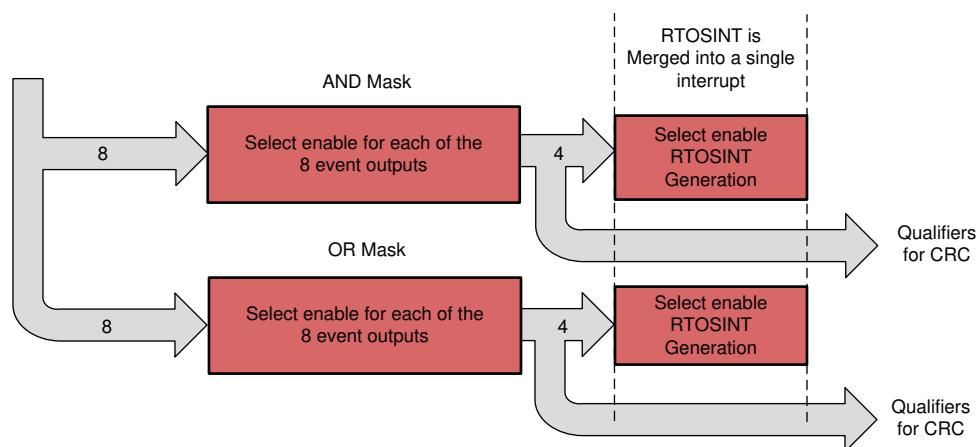 RTOSINT is
Merged into a single
interrupt
AND Mask
8
Select enable for each of the
8 event outputs
4
Select enable
RTOSINT
Generation
Qualifiers
for CRC
OR Mask
8
Select enable for each of the
8 event outputs
4
Select enable
RTOSINT
Generation
Qualifiers
for CRC